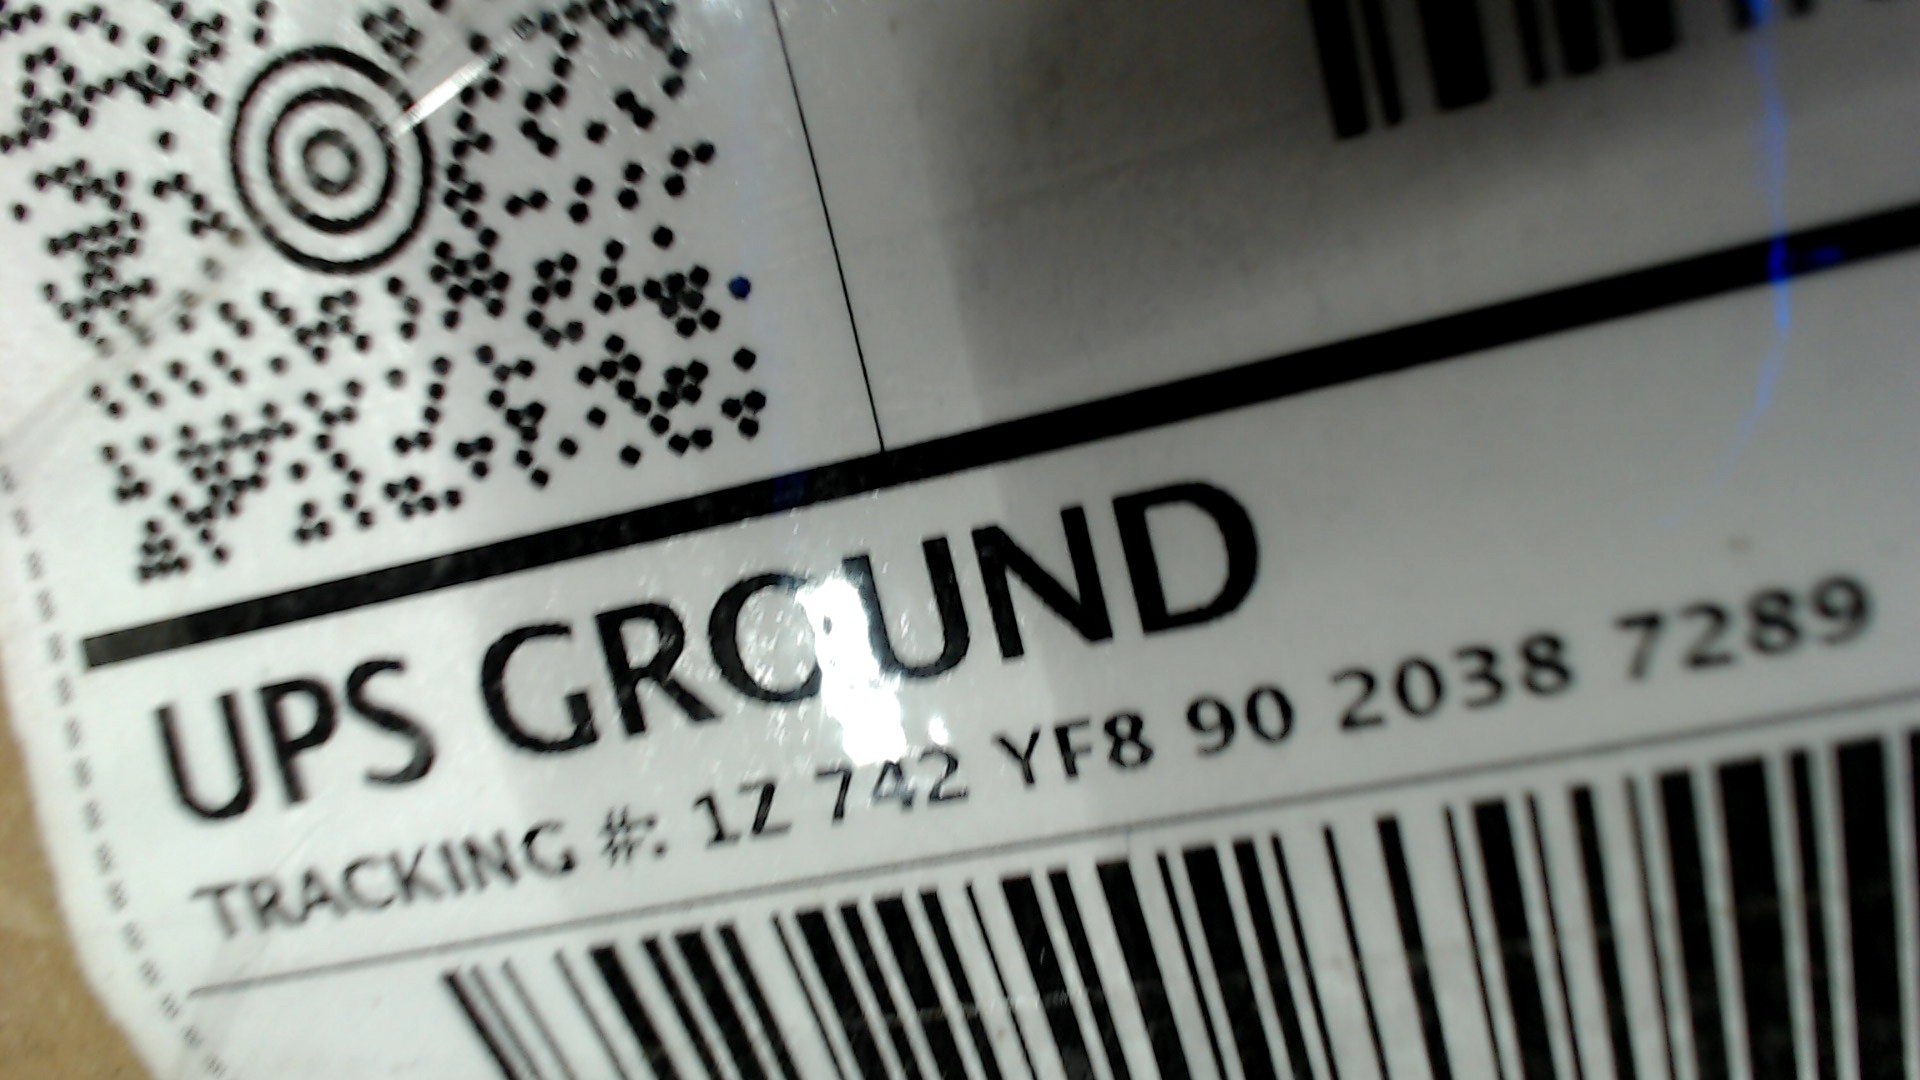 UPS GROUND
TRACKING #: 1Z 742 YF8 90 2038 7289